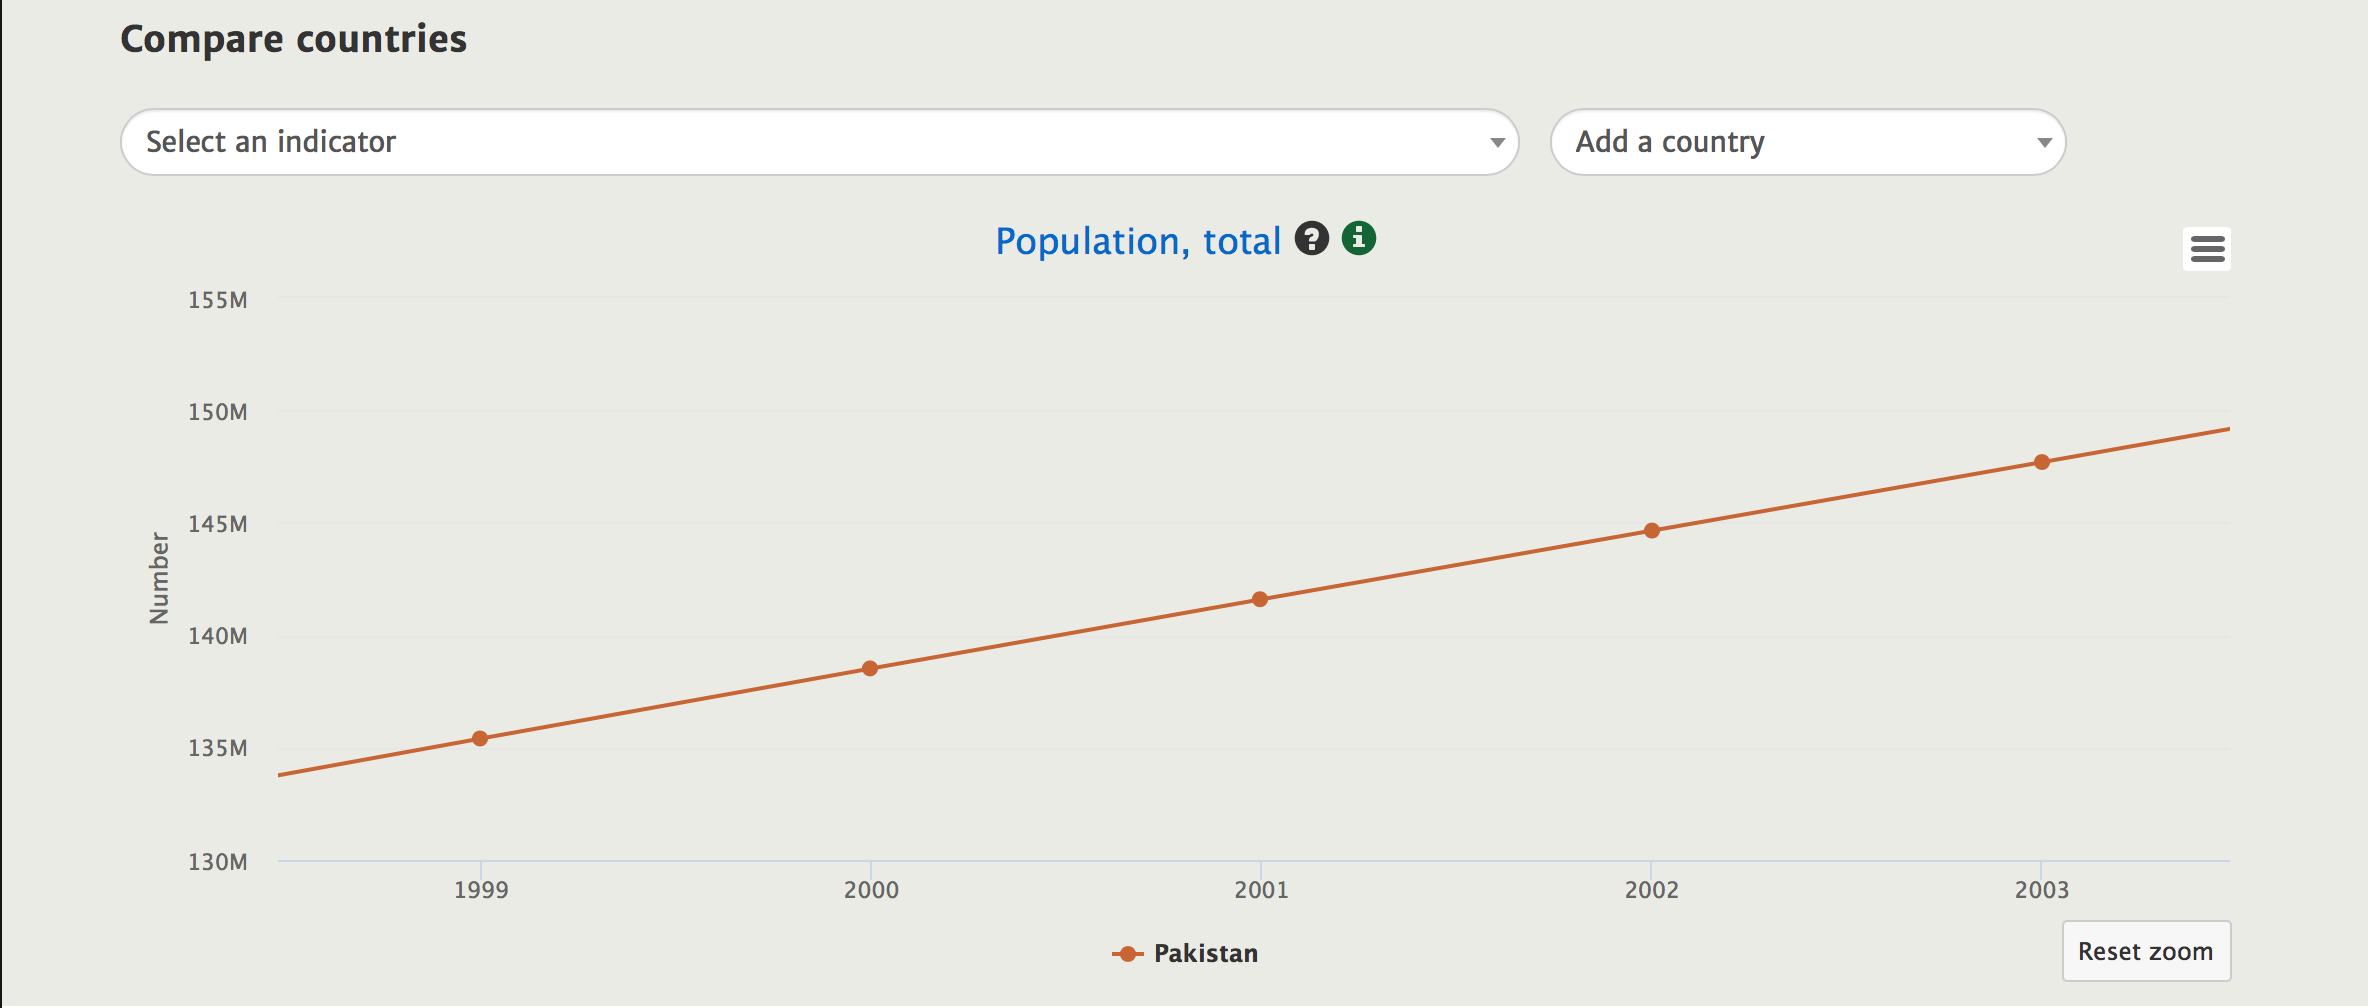 Compare countries
Select an indicator
Add a country
Population, total
155M
150M
145M
140M
135M
130M
Number
1999
2000
2001
2002
2003
Pakistan
Reset zoom